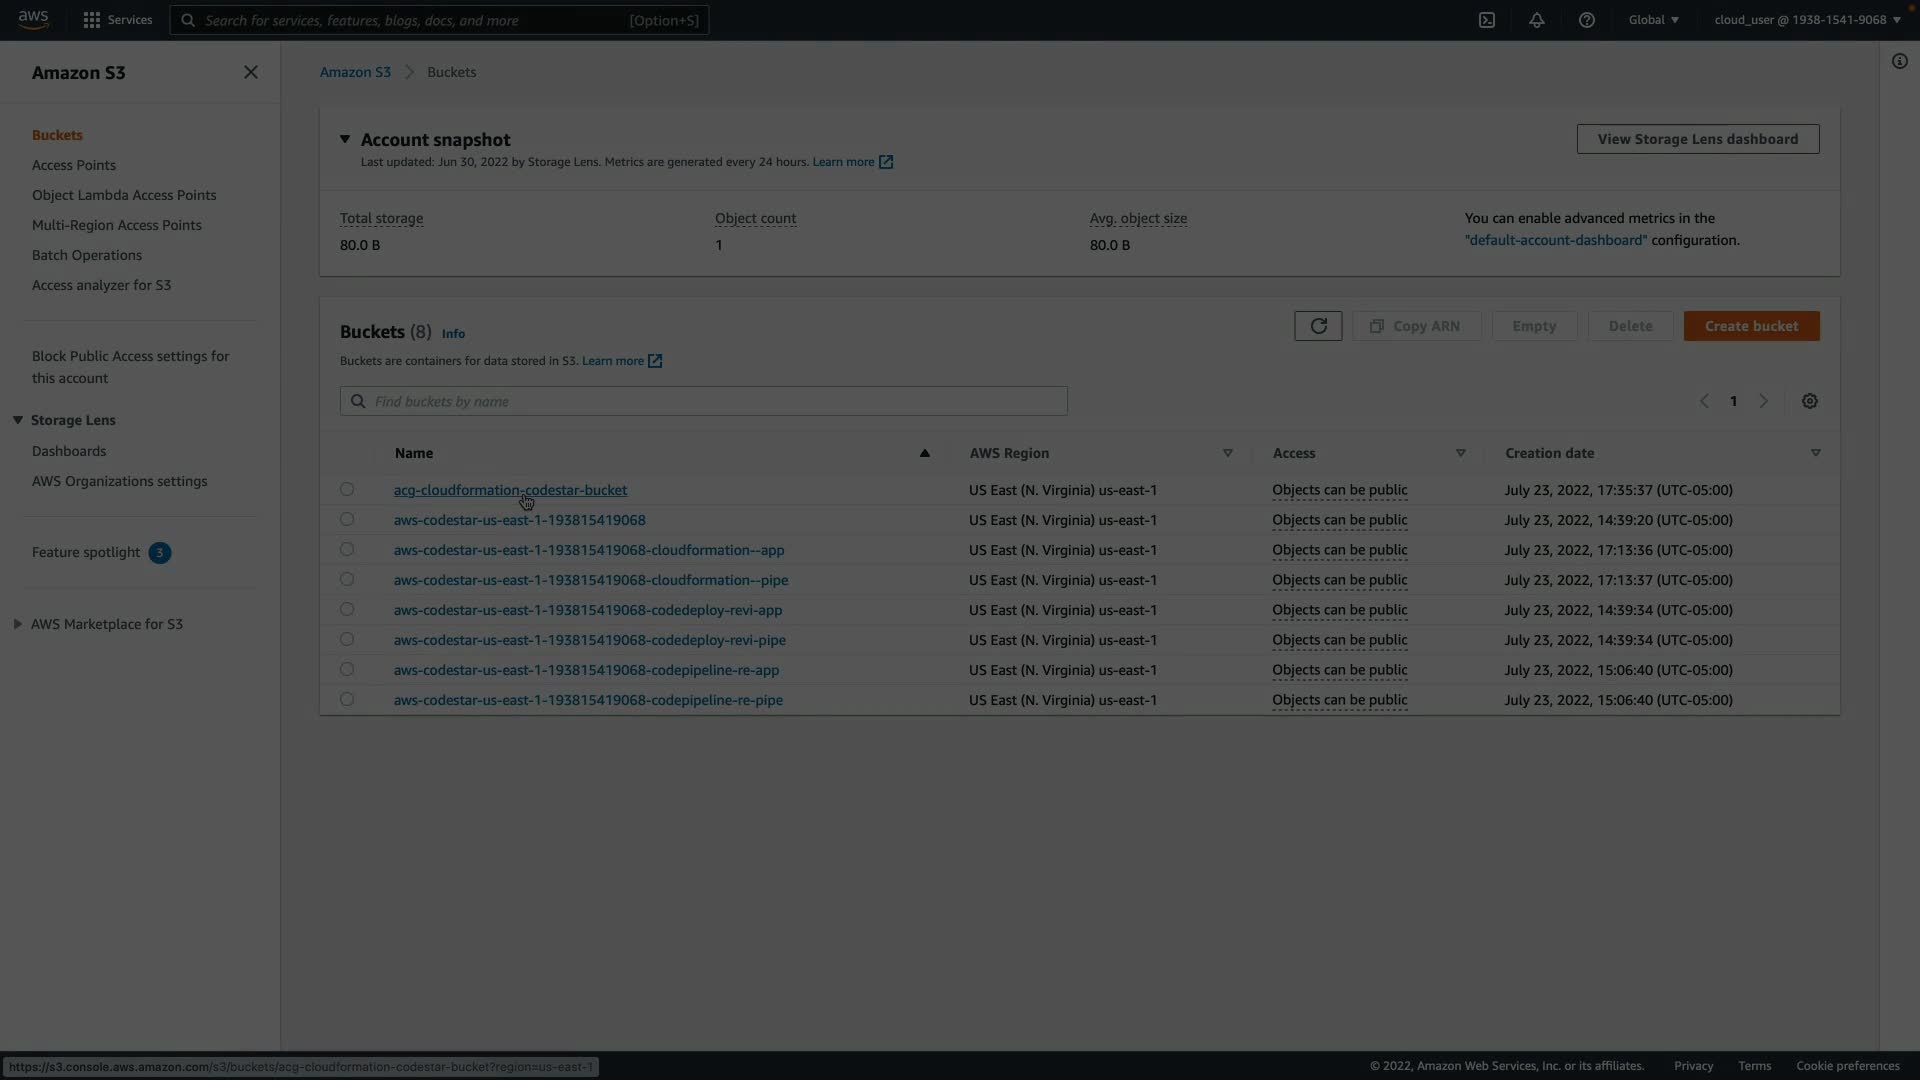 aws
Services
Search for services, features, blogs, docs, and more
[Option+S]
Global
cloud_user @ 1938-1541-9068
Amazon S3
Buckets
Access Points
Object Lambda Access Points
Multi-Region Access Points
Batch Operations
Access analyzer for S3
Block Public Access settings for
this account
Storage Lens
Dashboards
AWS Organizations settings
Feature spotlight 3
AWS Marketplace for S3
Amazon S3 > Buckets
Account snapshot
Last updated: Jun 30, 2022 by Storage Lens. Metrics are generated every 24 hours. Learn more
View Storage Lens dashboard
Total storage
80.0 B
Object count
1
Avg. object size
80.0 B
You can enable advanced metrics in the
"default-account-dashboard" configuration.
Buckets (8) Info
Buckets are containers for data stored in S3. Learn more
Copy ARN
Empty
Delete
Create bucket
Find buckets by name
1
Name AWS Region Access Creation date
acg-cloudformation-codestar-bucket US East (N. Virginia) us-east-1 Objects can be public July 23, 2022, 17:35:37 (UTC-05:00)
aws-codestar-us-east-1-193815419068 US East (N. Virginia) us-east-1 Objects can be public July 23, 2022, 14:39:20 (UTC-05:00)
aws-codestar-us-east-1-193815419068-cloudformation--app US East (N. Virginia) us-east-1 Objects can be public July 23, 2022, 17:13:36 (UTC-05:00)
aws-codestar-us-east-1-193815419068-cloudformation--pipe US East (N. Virginia) us-east-1 Objects can be public July 23, 2022, 17:13:37 (UTC-05:00)
aws-codestar-us-east-1-193815419068-codedeploy-revi-app US East (N. Virginia) us-east-1 Objects can be public July 23, 2022, 14:39:34 (UTC-05:00)
aws-codestar-us-east-1-193815419068-codedeploy-revi-pipe US East (N. Virginia) us-east-1 Objects can be public July 23, 2022, 14:39:34 (UTC-05:00)
aws-codestar-us-east-1-193815419068-codepipeline-re-app US East (N. Virginia) us-east-1 Objects can be public July 23, 2022, 15:06:40 (UTC-05:00)
aws-codestar-us-east-1-193815419068-codepipeline-re-pipe US East (N. Virginia) us-east-1 Objects can be public July 23, 2022, 15:06:40 (UTC-05:00)
https://s3.console.aws.amazon.com/s3/buckets/acg-cloudformation-codestar-bucket?region=us-east-1
© 2022, Amazon Web Services, Inc. or its affiliates. Privacy Terms Cookie preferences